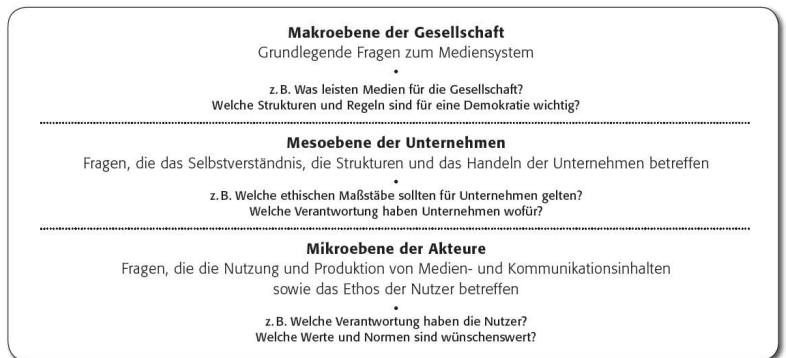 Makroebene der Gesellschaft
Grundlegende Fragen zum Mediensystem
•
z. B. Was leisten Medien für die Gesellschaft?
Welche Strukturen und Regeln sind für eine Demokratie wichtig?
Mesoebene der Unternehmen
Fragen, die das Selbstverständnis, die Strukturen und das Handeln der Unternehmen betreffen
•
z. B. Welche ethischen Maßstäbe sollten für Unternehmen gelten?
Welche Verantwortung haben Unternehmen wofür?
Mikroebene der Akteure
Fragen, die die Nutzung und Produktion von Medien- und Kommunikationsinhalten
sowie das Ethos der Nutzer betreffen
•
z. B. Welche Verantwortung haben die Nutzer?
Welche Werte und Normen sind wünschenswert?